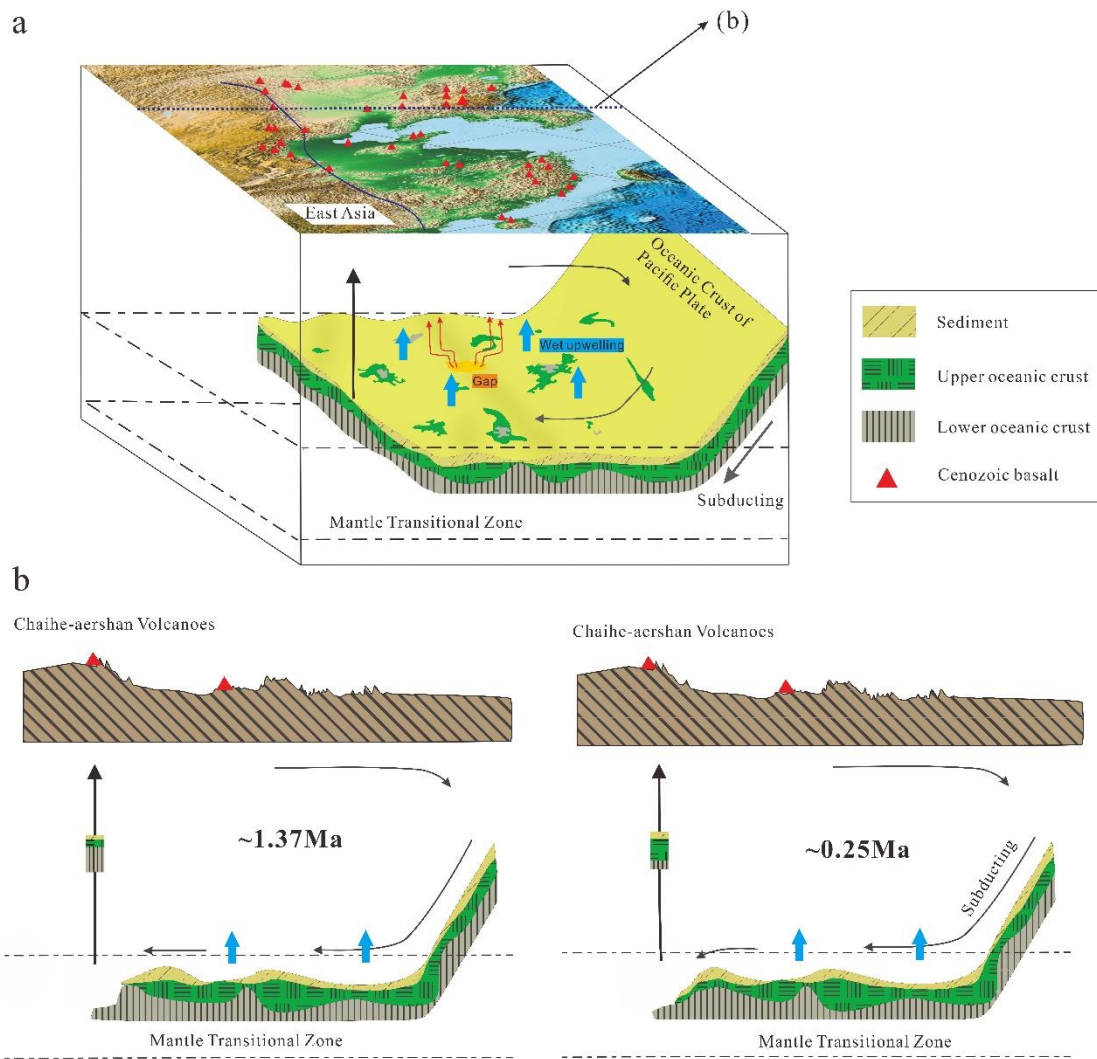 a
(b)
East Asia
Oceanic Crust of
Pacific Plate
Wet upwelling
Gap
Subducting
Mantle Transitional Zone
Sediment
Upper oceanic crust
Lower oceanic crust
Cenozoic basalt
b
Chaihe-aershan Volcanoes
~1.37Ma
Mantle Transitional Zone
Chaihe-aershan Volcanoes
~0.25Ma
Subducting
Mantle Transitional Zone